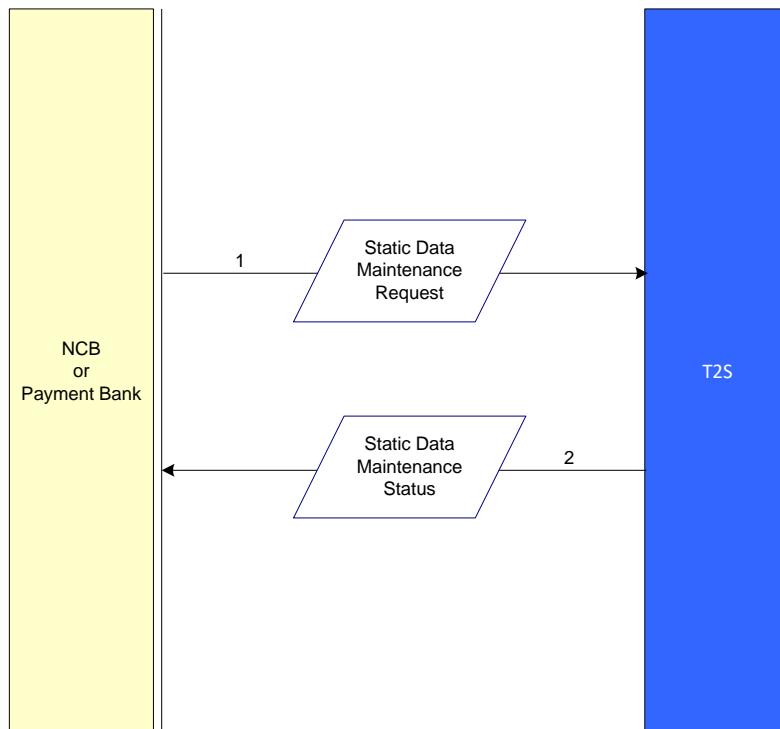 1
Static Data
Maintenance
Request
NCB
or
Payment Bank
T2S
Static Data
Maintenance
Status
2